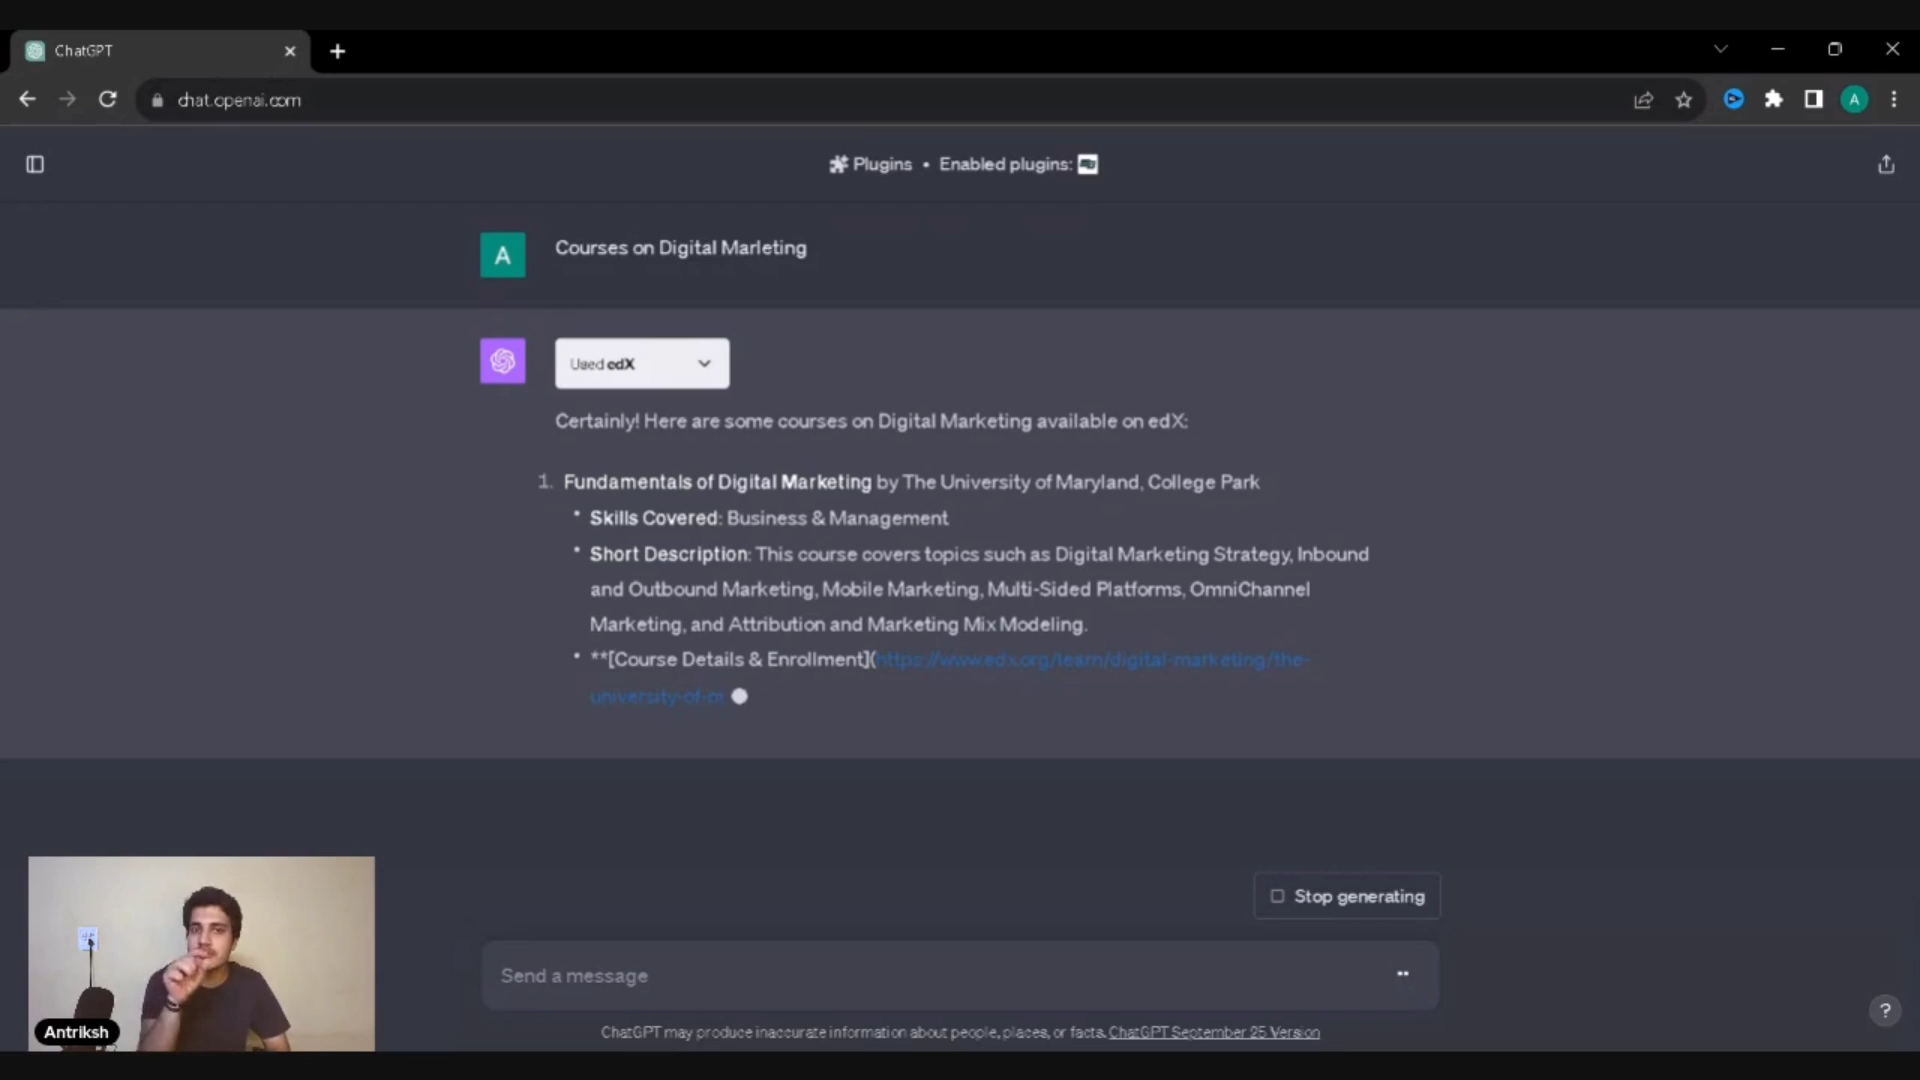 ChatGPT
chat.openai.com
A
Plugins • Enabled plugins:
A
Courses on Digital Marleting
Used edX
Certainly! Here are some courses on Digital Marketing available on edX:
1. Fundamentals of Digital Marketing by The University of Maryland, College Park
• Skills Covered: Business & Management
• Short Description: This course covers topics such as Digital Marketing Strategy, Inbound
and Outbound Marketing, Mobile Marketing, Multi-Sided Platforms, OmniChannel
Marketing, and Attribution and Marketing Mix Modeling.
• **[Course Details & Enrollment](https://www.edx.org/learn/digital-marketing/the-
university-of-m
Stop generating
Send a message
Antriksh
ChatGPT may produce inaccurate information about people, places, or facts. ChatGPT September 25 Version
?